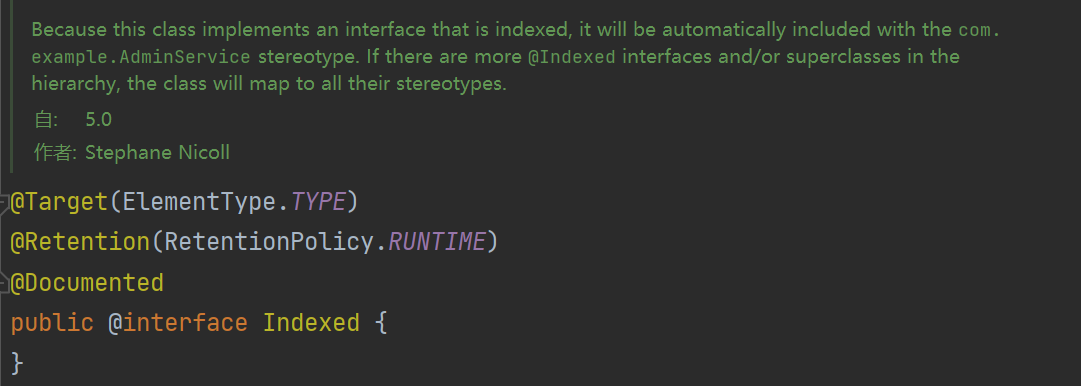 Because this class implements an interface that is indexed, it will be automatically included with the com.
example.AdminService stereotype. If there are more @Indexed interfaces and/or superclasses in the
hierarchy, the class will map to all their stereotypes.
自: 5.0
作者: Stephane Nicoll
@Target(ElementType.TYPE)
@Retention(RetentionPolicy.RUNTIME)
@Documented
public @interface Indexed {
}